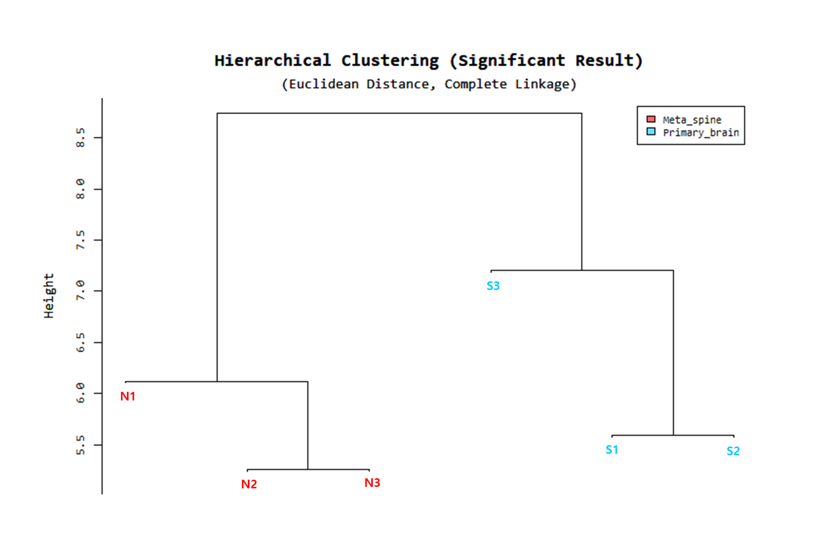 Hierarchical Clustering (Significant Result)
(Euclidean Distance, Complete Linkage)
Meta_spine
Primary_brain
Height
8.5
8.0
7.5
7.0
6.5
6.0
5.5
S3
N1
S1
S2
N2
N3